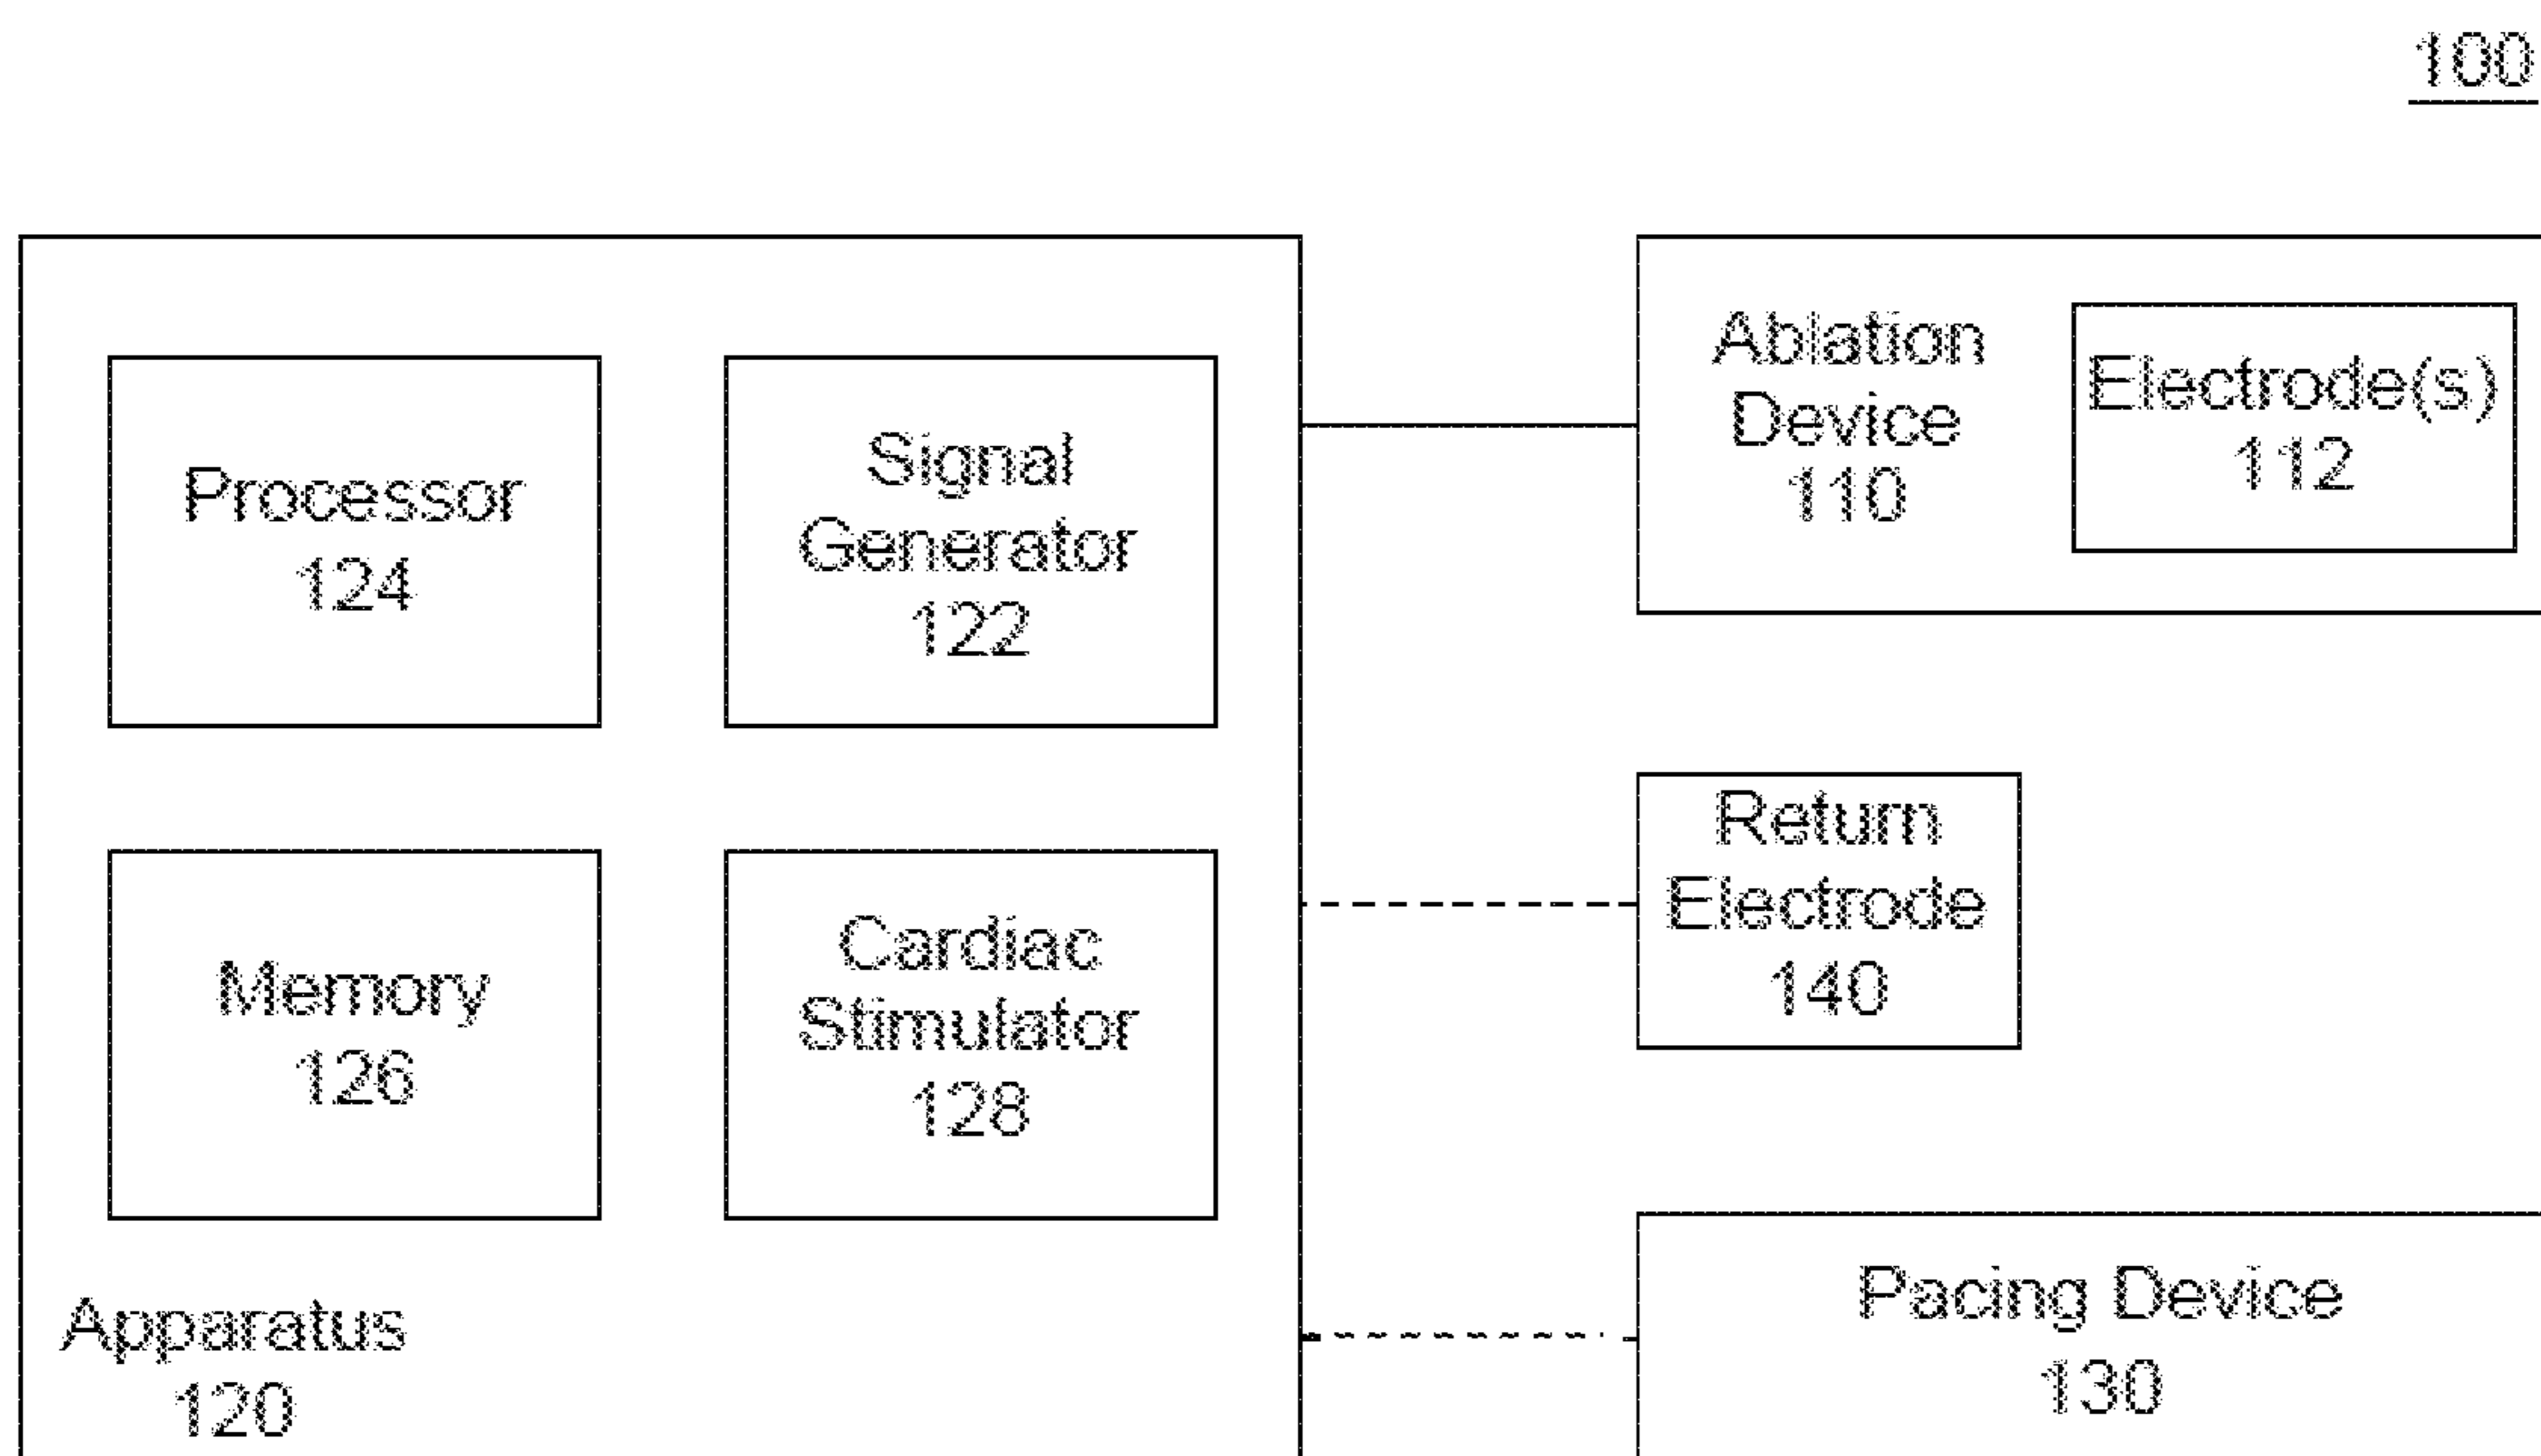 100
Processor
124
Signal
Generator
122
Memory
126
Cardiac
Stimulator
128
Apparatus
120
Ablation
Device
110
Electrode(s)
112
Return
Electrode
140
Pacing Device
130